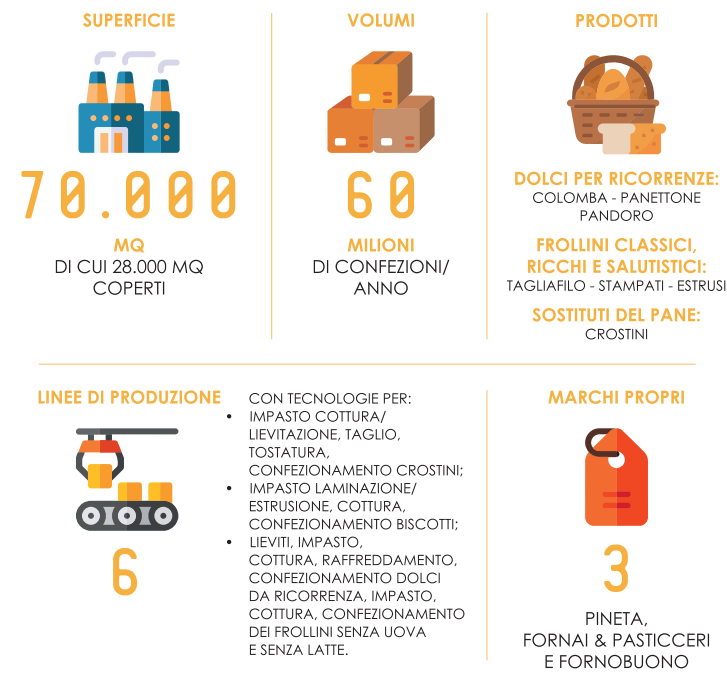 SUPERFICIE
70.000
MQ
DI CUI 28.000 MQ
COPERTI
VOLUMI
60
MILIONI
DI CONFEZIONI/
ANNO
PRODOTTI
DOLCI PER RICORRENZE:
COLOMBA - PANETTONE
PANDORO
FROLLINI CLASSICI,
RICCHI E SALUTISTICI:
TAGLIAFILO - STAMPATI - ESTRUSI
SOSTITUTI DEL PANE:
CROSTINI
LINEE DI PRODUZIONE
6
CON TECNOLOGIE PER:
• IMPASTO COTTURA/
LIEVITAZIONE, TAGLIO,
TOSTATURA,
CONFEZIONAMENTO CROSTINI;
• IMPASTO LAMINAZIONE/
ESTRUSIONE, COTTURA,
CONFEZIONAMENTO BISCOTTI;
• LIEVITI, IMPASTO,
COTTURA, RAFFREDDAMENTO,
CONFEZIONAMENTO DOLCI
DA RICORRENZA, IMPASTO,
COTTURA, CONFEZIONAMENTO
DEI FROLLINI SENZA UOVA
E SENZA LATTE.
MARCHI PROPRI
3
PINETA,
FORNAI & PASTICCERI
E FORNOBUONO